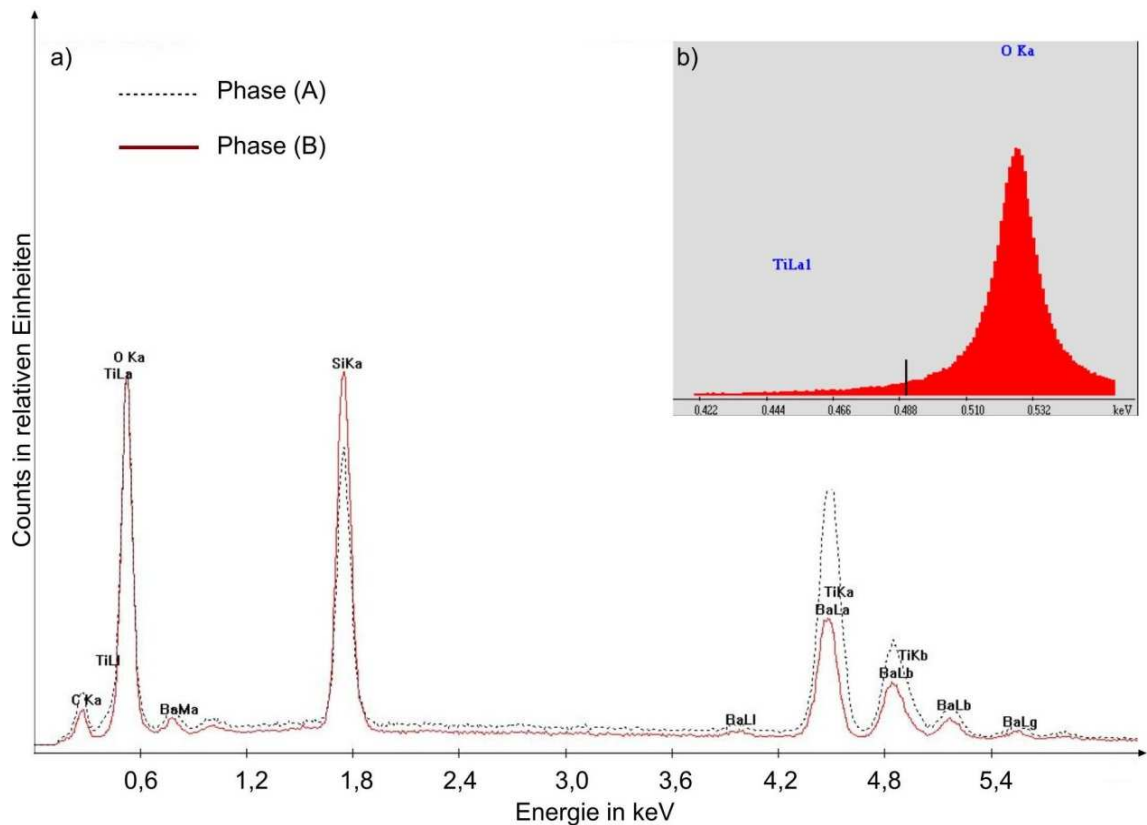 a)
Phase (A)
Phase (B)
Counts in relativen Einheiten
O Ka
TiLa
TiLl
C Ka
BaMa
SiKa
TiKa
BaLa
TiKb
BaLb
BaLb
BaLl
BaLg
0,6 1,2 1,8 2,4 3,0 3,6 4,2 4,8 5,4
Energie in keV
b)
O Ka
TiLa1
0.422 0.444 0.466 0.488 0.510 0.532 keV